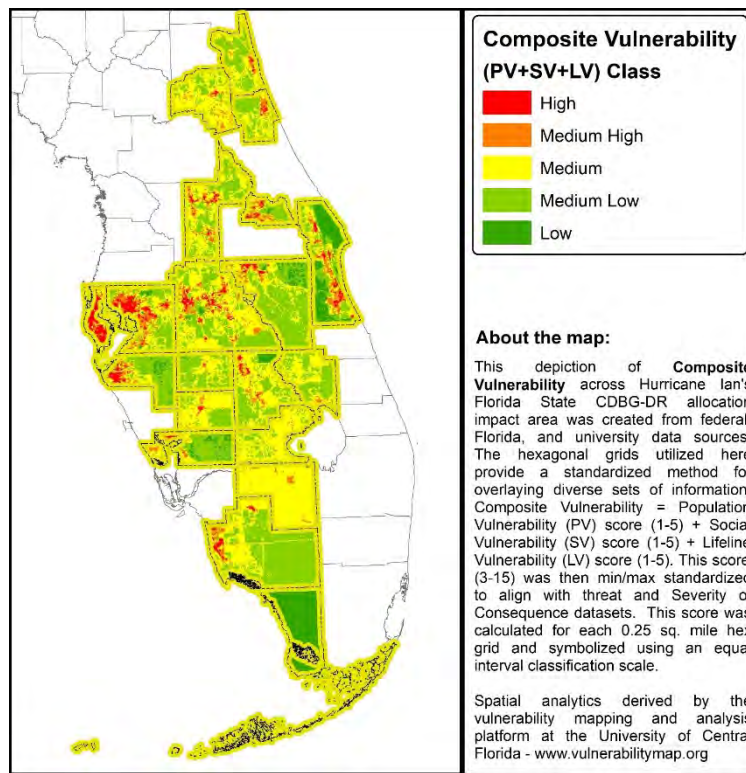 Composite Vulnerability
(PV+SV+LV) Class
High
Medium High
Medium
Medium Low
Low
About the map:
This depiction of Composite
Vulnerability across Hurricane Ian's
Florida State CDBG-DR allocation
impact area was created from federal
Florida, and university data sources
The hexagonal grids utilized here
provide a standardized method fo
overlaying diverse sets of information
Composite Vulnerability = Population
Vulnerability (PV) score (1-5) + Socia
Vulnerability (SV) score (1-5) + Lifeline
Vulnerability (LV) score (1-5). This score
(3-15) was then min/max standardized
to align with threat and Severity o
Consequence datasets. This score was
calculated for each 0.25 sq. mile hex
grid and symbolized using an equa
interval classification scale.
Spatial analytics derived by the
vulnerability mapping and analysis
platform at the University of Centra
Florida - www.vulnerabilitymap.org